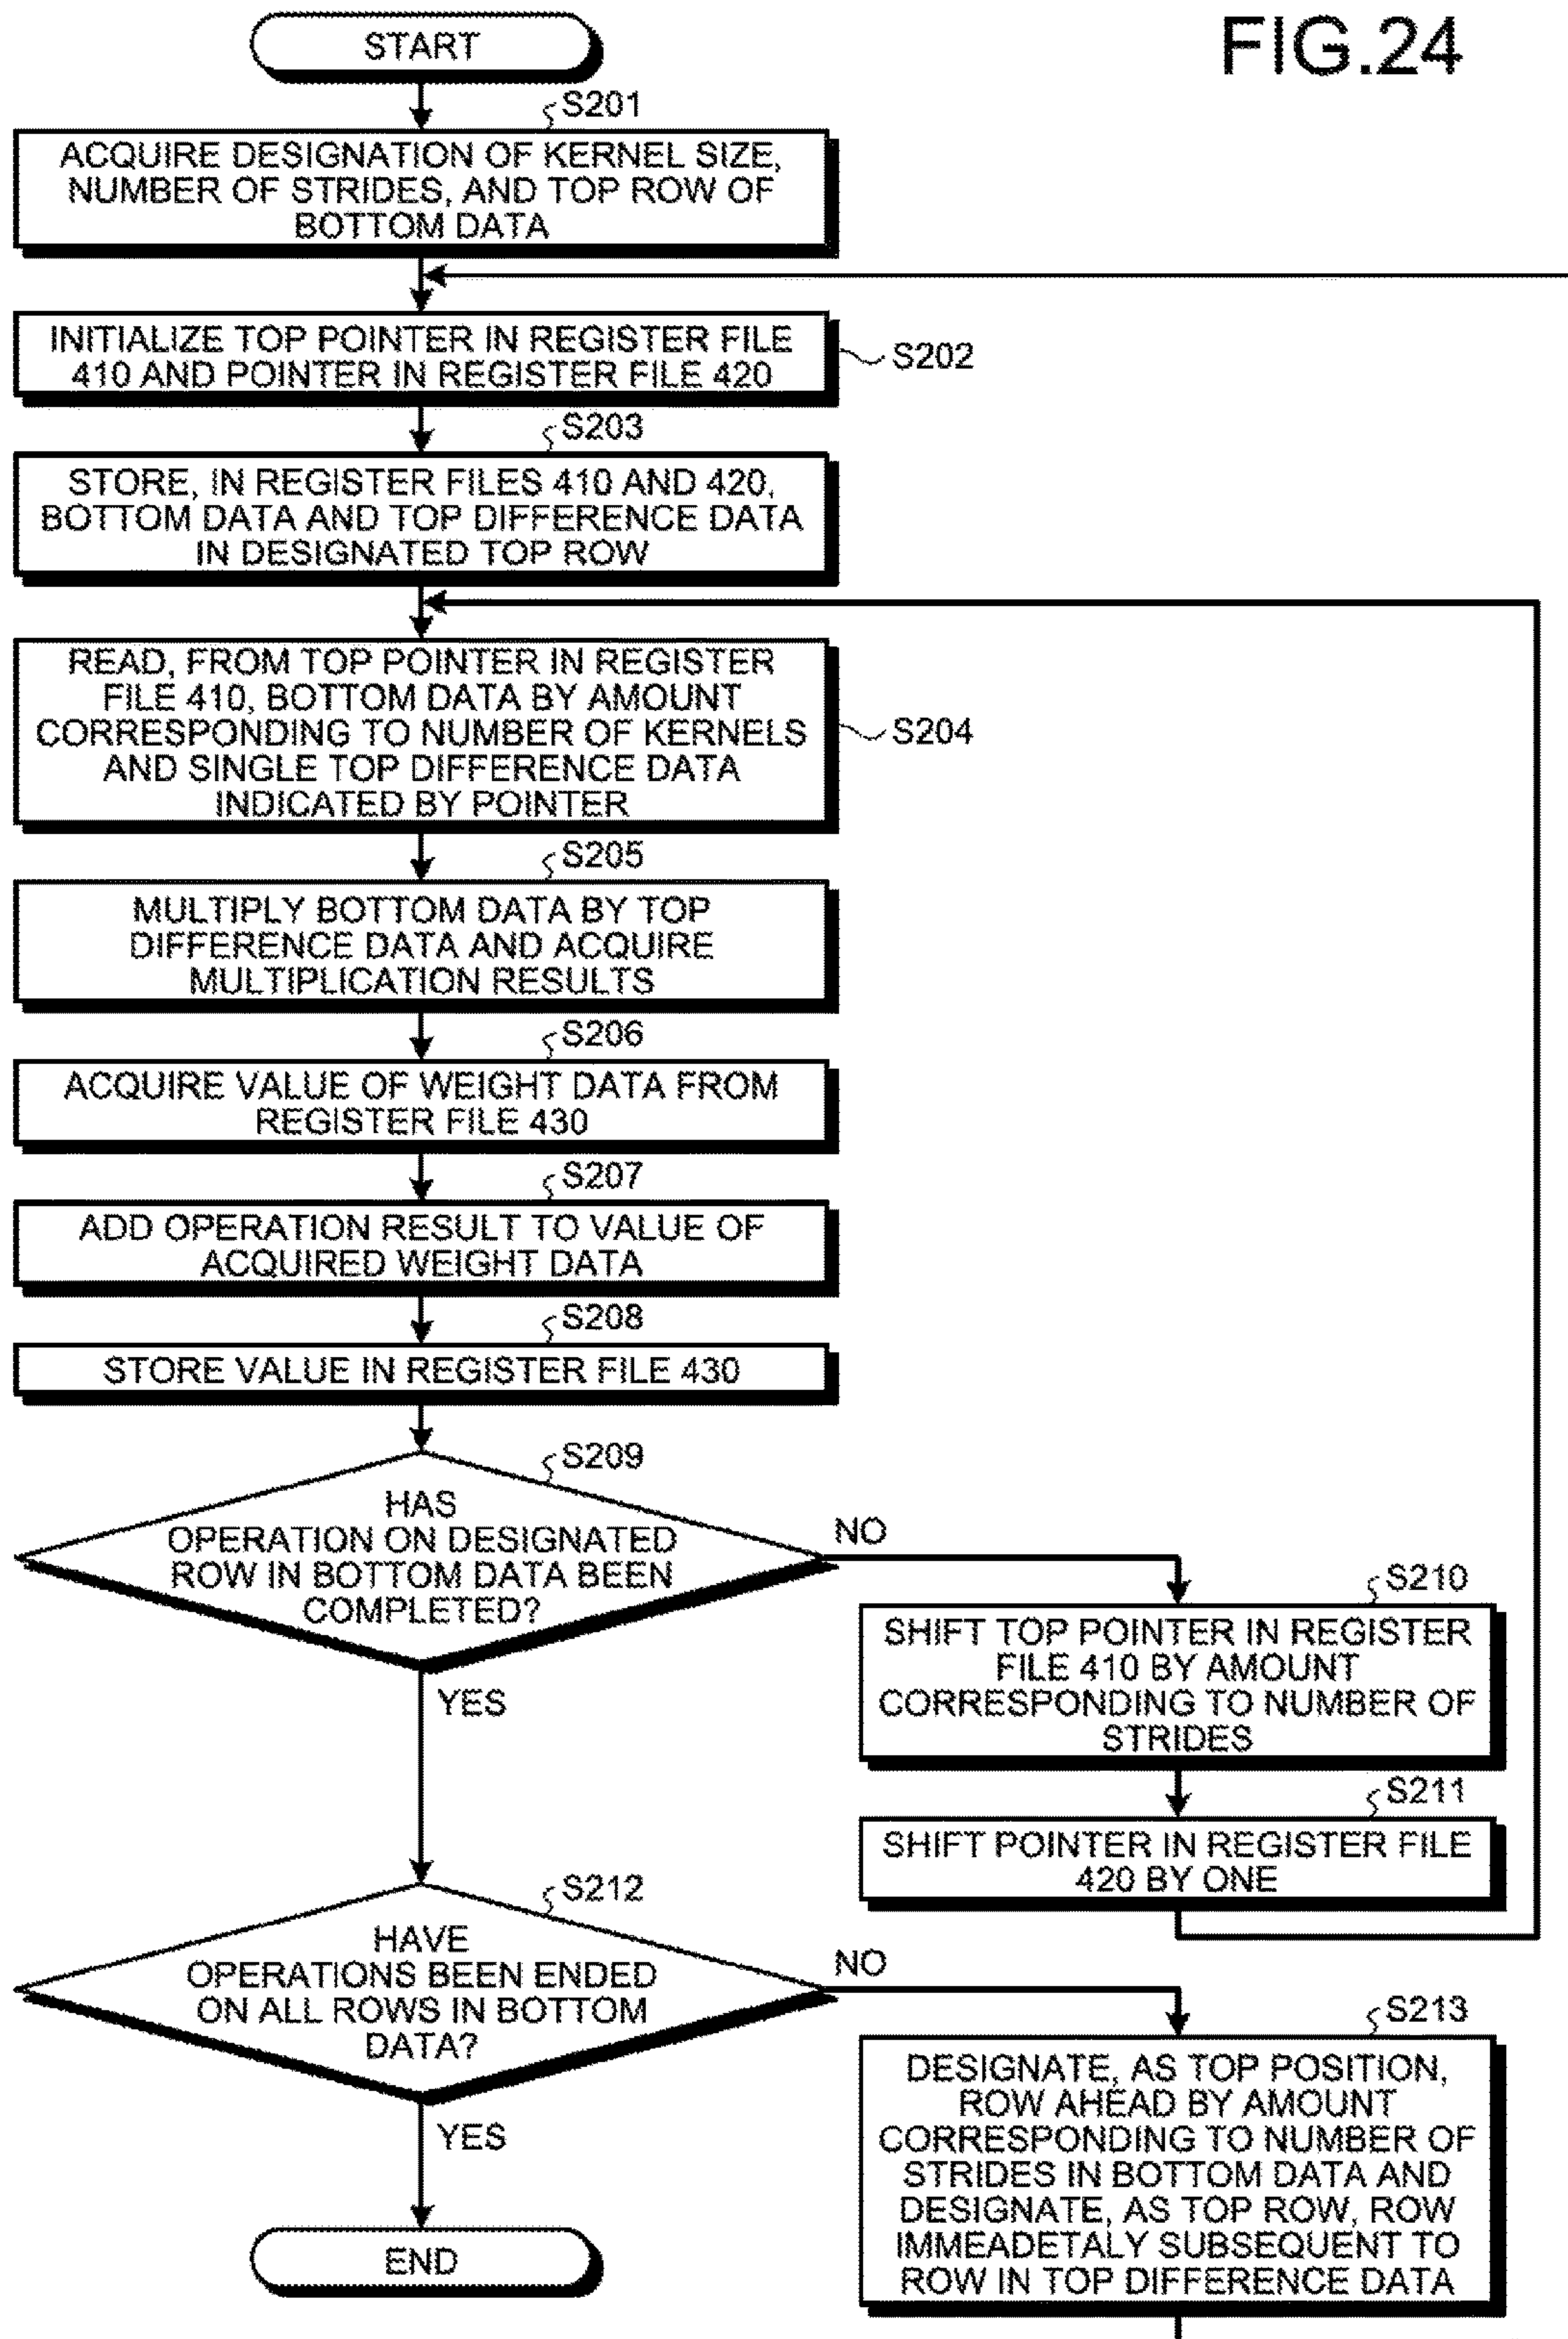 FIG.24
START
S201
ACQUIRE DESIGNATION OF KERNEL SIZE,
NUMBER OF STRIDES, AND TOP ROW OF
BOTTOM DATA
INITIALIZE TOP POINTER IN REGISTER FILE
410 AND POINTER IN REGISTER FILE 420
S202
S203
STORE, IN REGISTER FILES 410 AND 420,
BOTTOM DATA AND TOP DIFFERENCE DATA
IN DESIGNATED TOP ROW
READ, FROM TOP POINTER IN REGISTER
FILE 410, BOTTOM DATA BY AMOUNT
CORRESPONDING TO NUMBER OF KERNELS
AND SINGLE TOP DIFFERENCE DATA
INDICATED BY POINTER
S204
S205
MULTIPLY BOTTOM DATA BY TOP
DIFFERENCE DATA AND ACQUIRE
MULTIPLICATION RESULTS
S206
ACQUIRE VALUE OF WEIGHT DATA FROM
REGISTER FILE 430
S207
ADD OPERATION RESULT TO VALUE OF
ACQUIRED WEIGHT DATA
S208
STORE VALUE IN REGISTER FILE 430
S209
HAS
OPERATION ON DESIGNATED
ROW IN BOTTOM DATA BEEN
COMPLETED?
NO
YES
S210
SHIFT TOP POINTER IN REGISTER
FILE 410 BY AMOUNT
CORRESPONDING TO NUMBER OF
STRIDES
S211
SHIFT POINTER IN REGISTER FILE
420 BY ONE
S212
HAVE
OPERATIONS BEEN ENDED
ON ALL ROWS IN BOTTOM
DATA?
NO
YES
S213
DESIGNATE, AS TOP POSITION,
ROW AHEAD BY AMOUNT
CORRESPONDING TO NUMBER OF
STRIDES IN BOTTOM DATA AND
DESIGNATE, AS TOP ROW, ROW
IMMEADETALY SUBSEQUENT TO
ROW IN TOP DIFFERENCE DATA
END